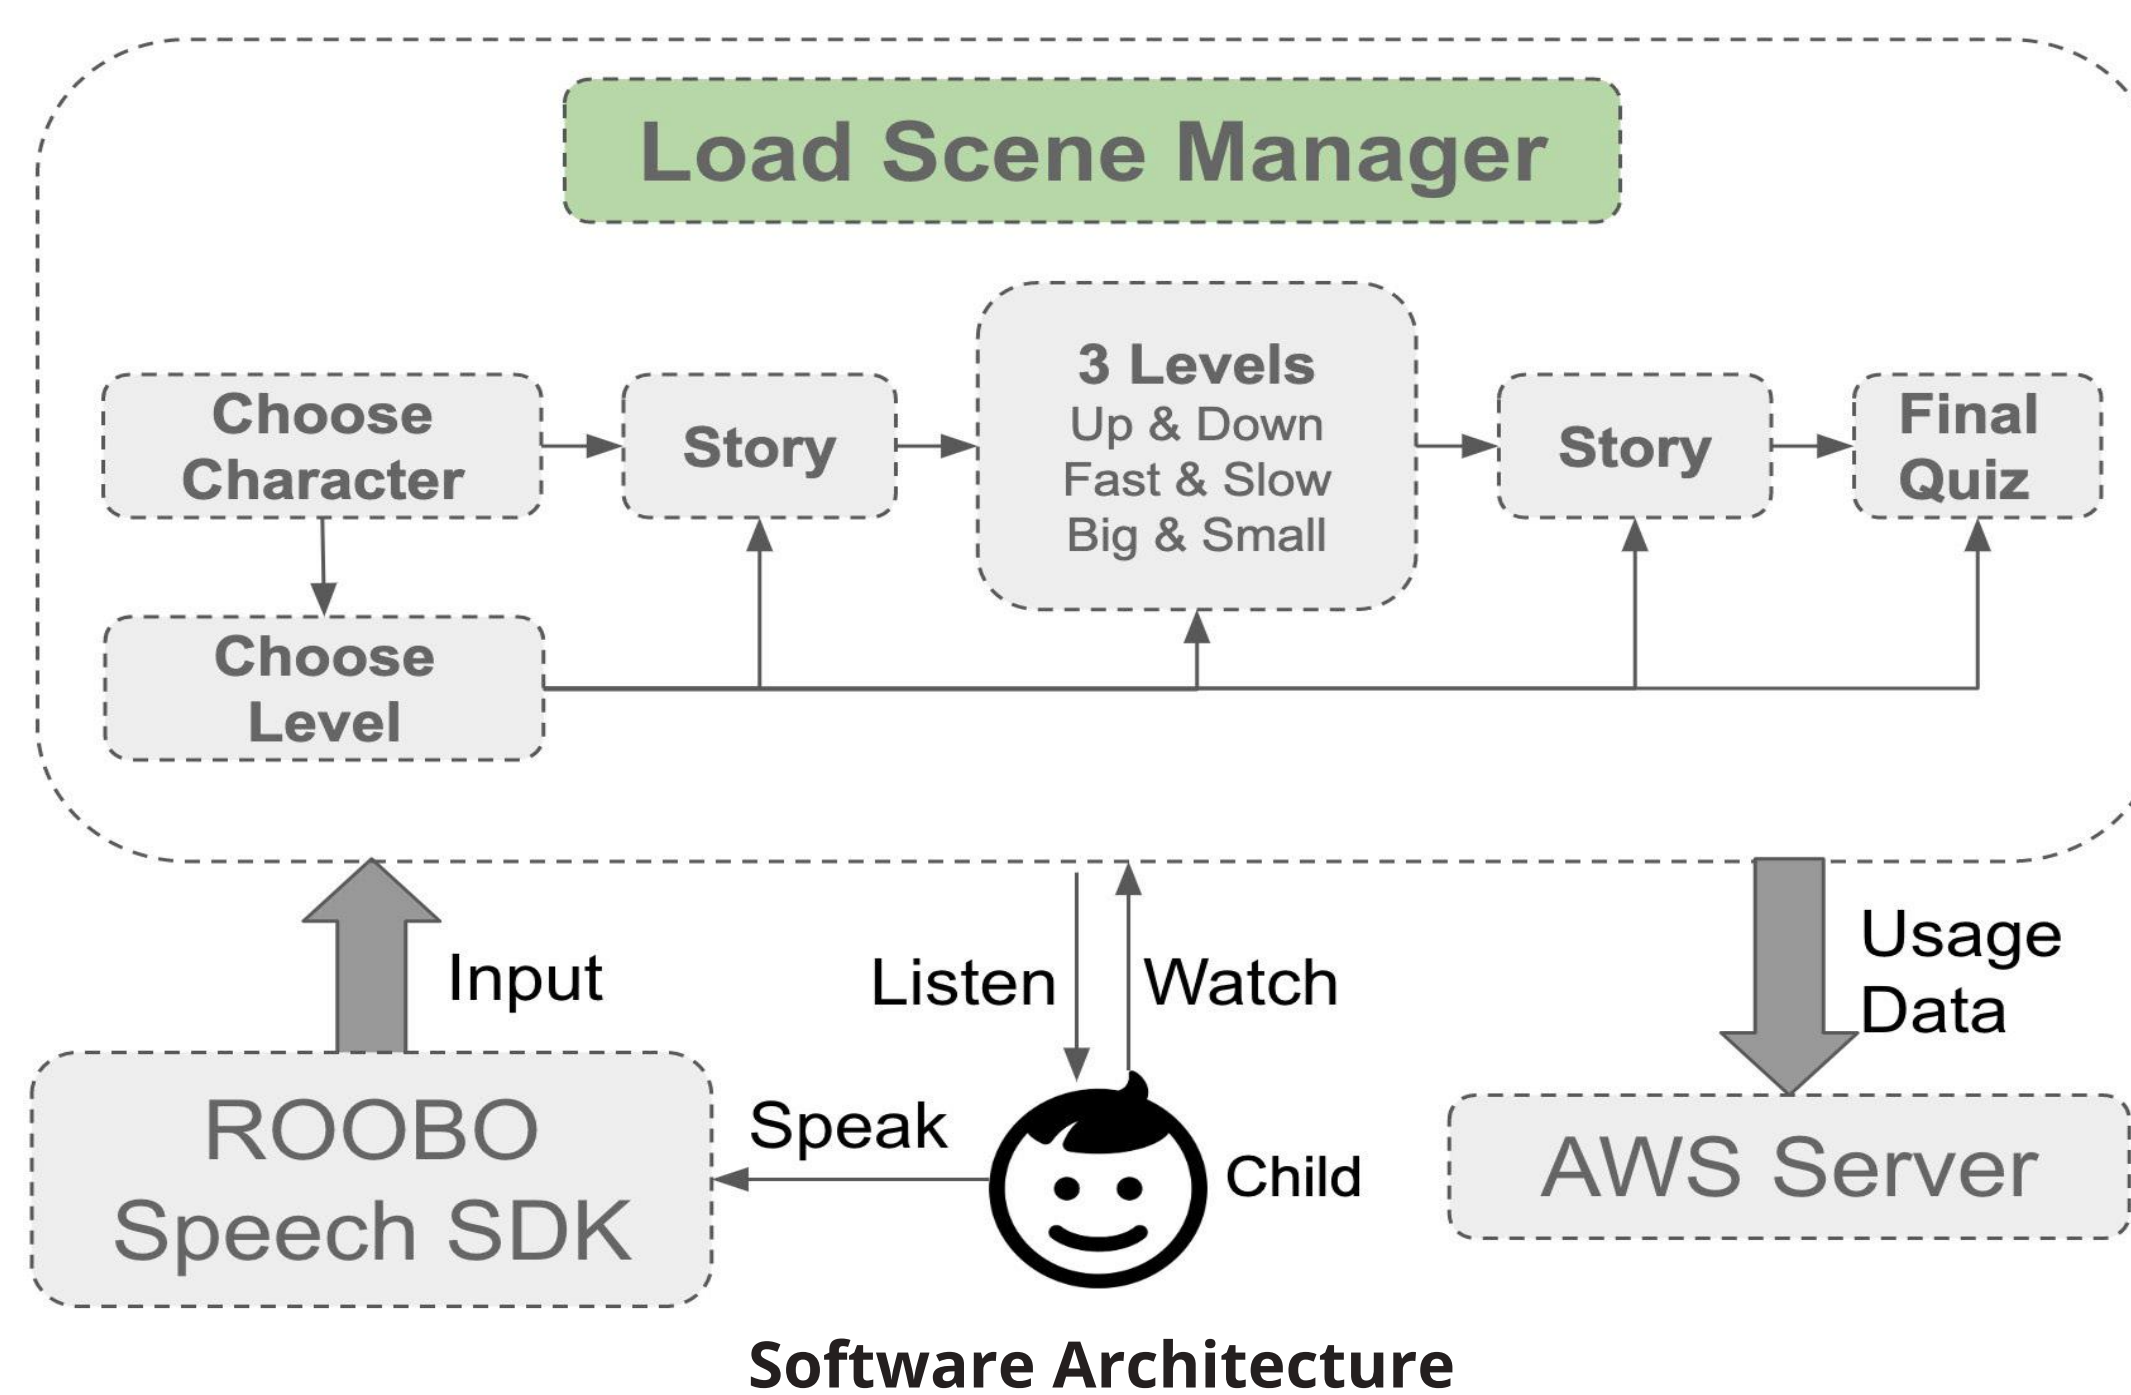 Load Scene Manager
Choose
Character
Story
3 Levels
Up & Down
Fast & Slow
Big & Small
Story
Final
Quiz
Choose
Level
Input
Listen
Watch
Usage
Data
ROOBO
Speech SDK
Speak
Child
AWS Server
Software Architecture